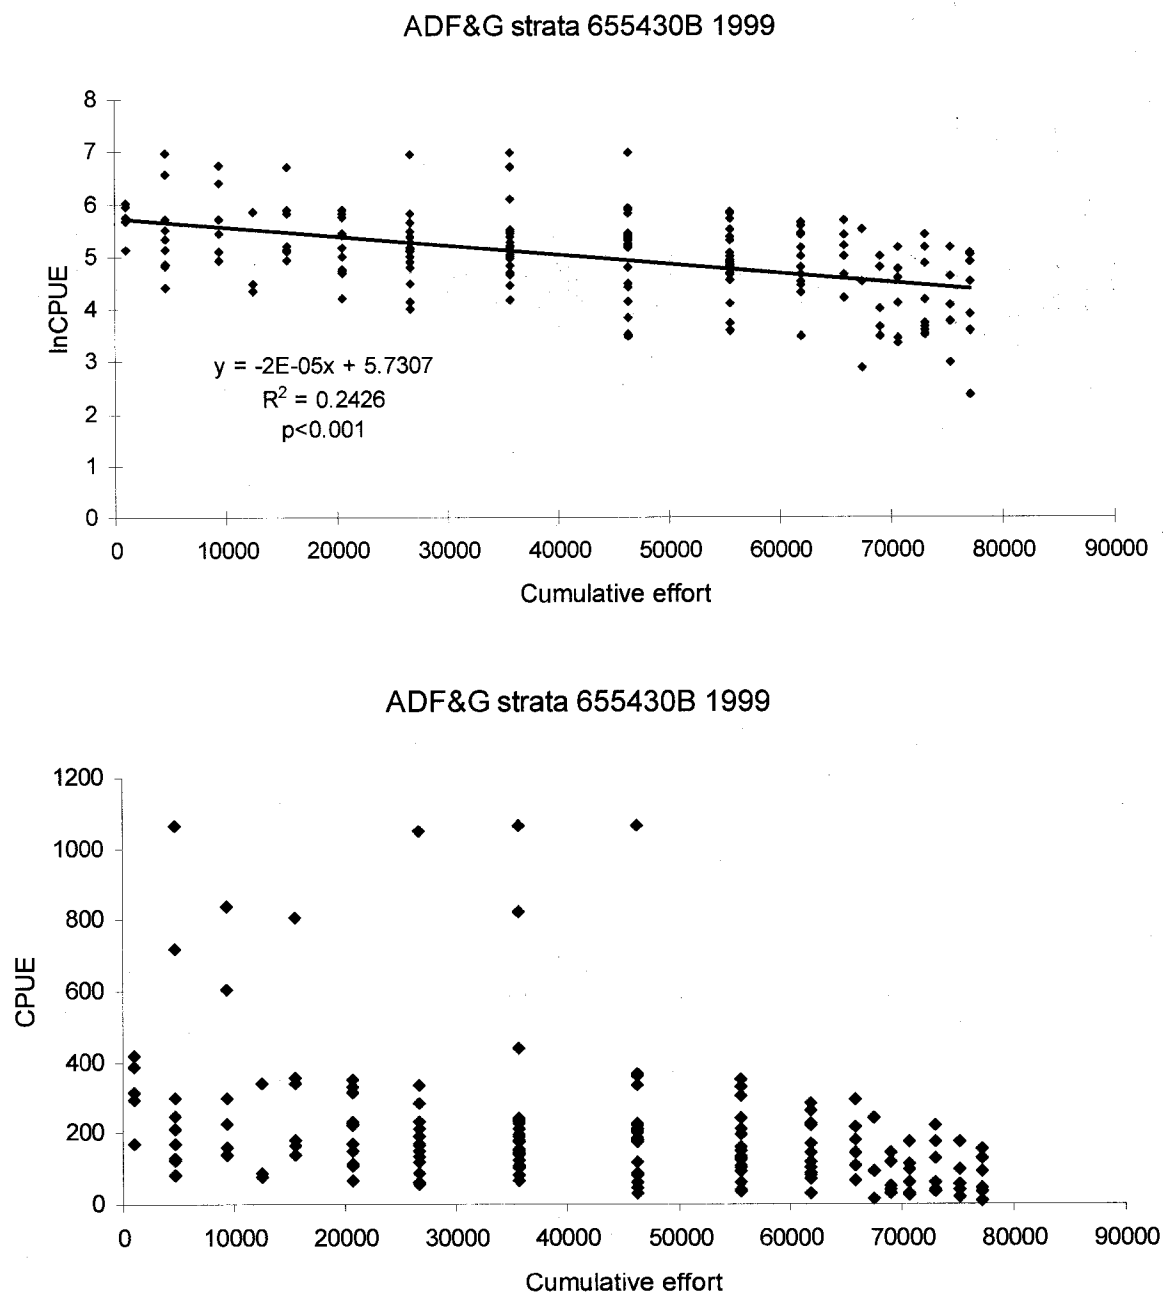 ADF&G strata 655430B 1999
8
7
6
5
4
3
2
1
0
lnCPUE
y = -2E-05x + 5.7307
R² = 0.2426
p<0.001
0 10000 20000 30000 40000 50000 60000 70000 80000 90000
Cumulative effort
ADF&G strata 655430B 1999
1200
1000
800
600
400
200
0
CPUE
0 10000 20000 30000 40000 50000 60000 70000 80000 90000
Cumulative effort